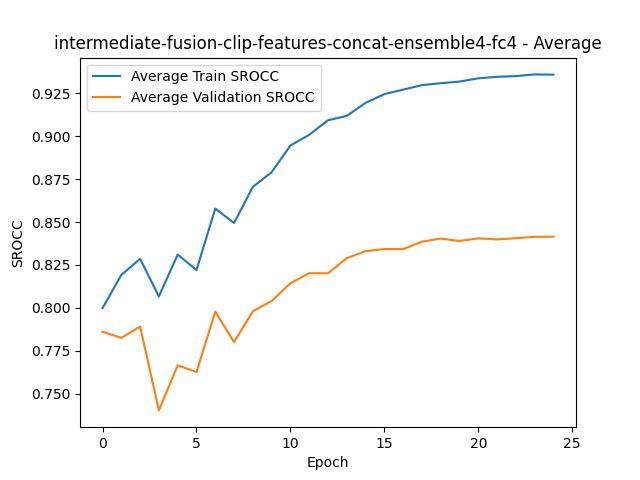 intermediate-fusion-clip-features-concat-ensemble4-fc4 - Average
Average Train SROCC
Average Validation SROCC
0.925
0.900
0.875
0.850
0.825
0.800
0.775
0.750
SROCC
0 5 10 15 20 25
Epoch